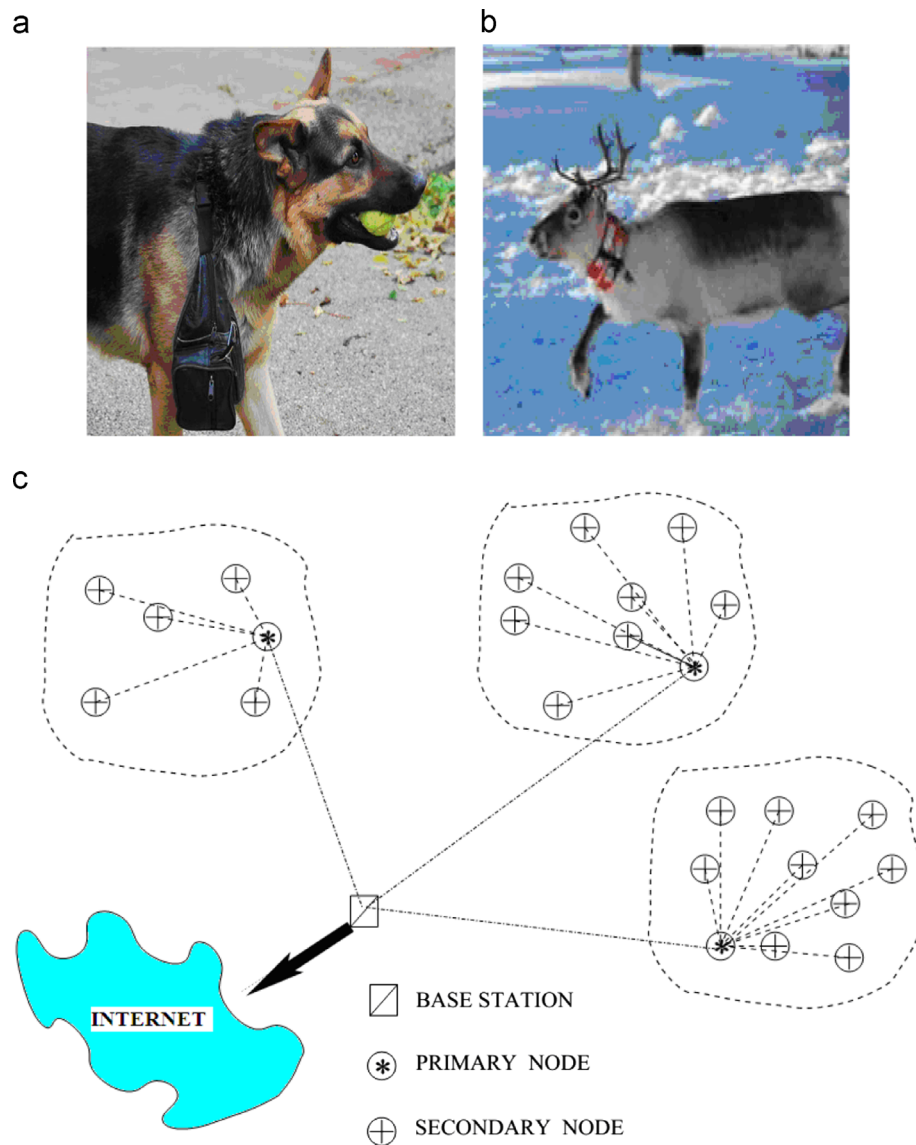 a
b
c
INTERNET
BASE STATION
PRIMARY NODE
SECONDARY NODE